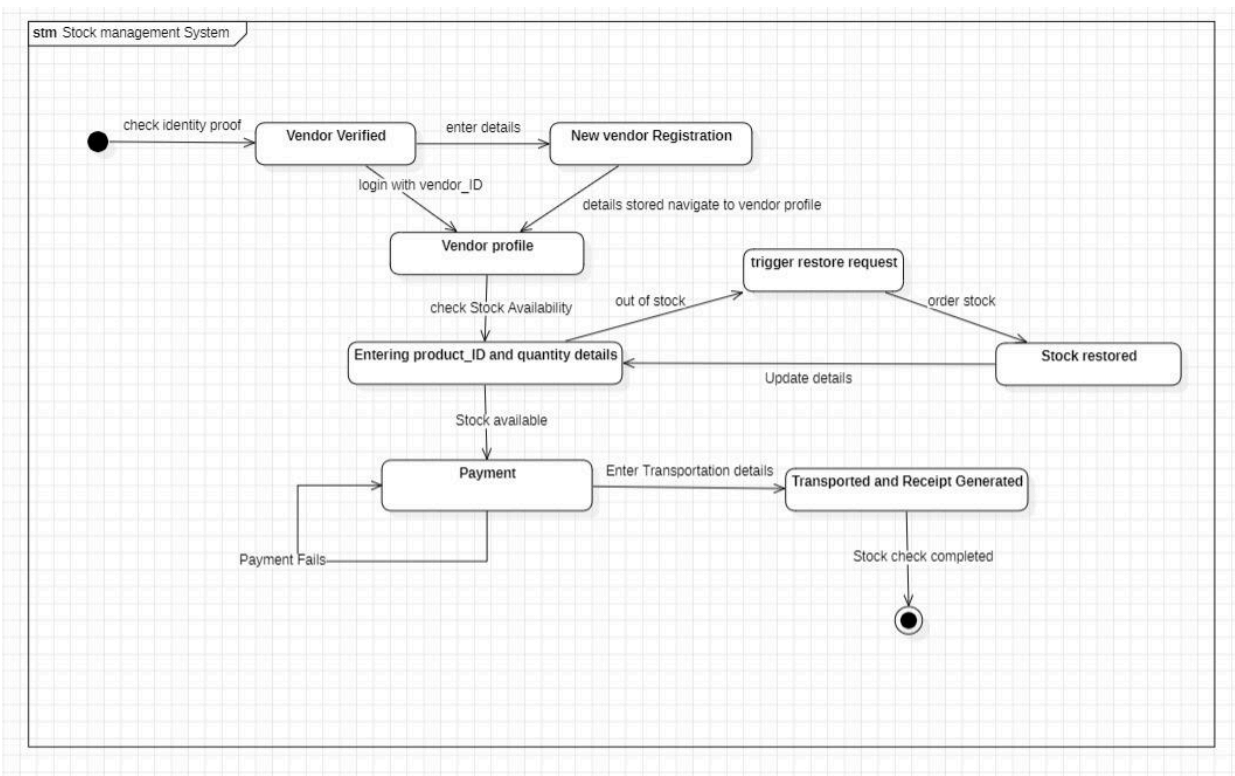 stm Stock management System
check identity proof
Vendor Verified
enter details
New vendor Registration
login with vendor_ID
details stored navigate to vendor profile
Vendor profile
trigger restore request
check Stock Availability
out of stock
order stock
Entering product_ID and quantity details
Stock restored
Update details
Stock available
Payment
Enter Transportation details
Transported and Receipt Generated
Payment Fails
Stock check completed